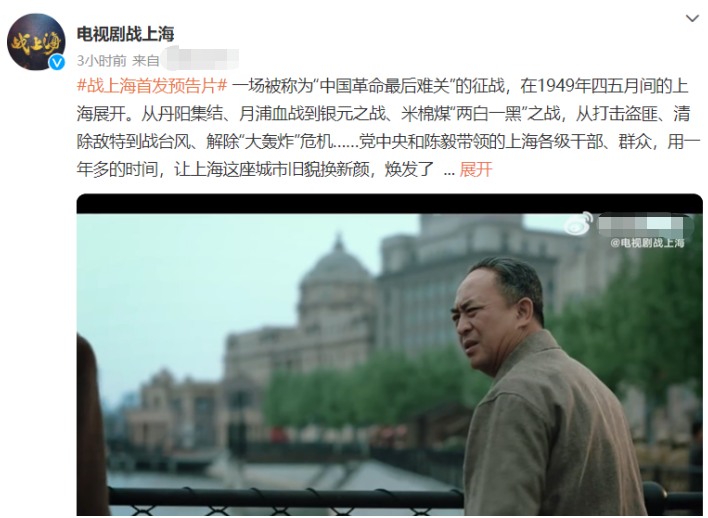 战上海
电视剧战上海
3小时前 来自
#战上海首发预告片# 一场被称为“中国革命最后难关”的征战，在1949年四五月间的上
海展开。从丹阳集结、月浦血战到银元之战、米棉煤“两白一黑”之战，从打击盗匪、清
除敌特到战台风、解除“大轰炸”危机……党中央和陈毅带领的上海各级干部、群众，用一
年多的时间，让上海这座城市旧貌换新颜，焕发了 ... 展开
@电视剧战上海